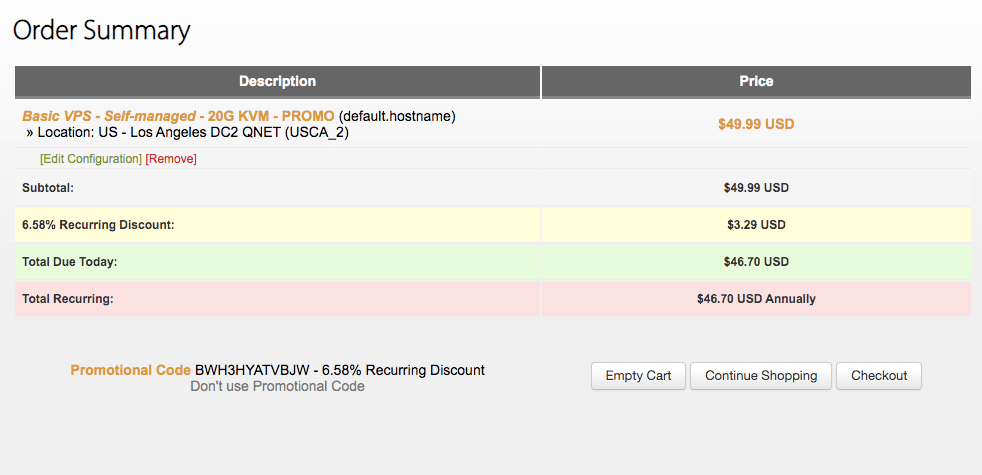 Order Summary
Description Price
Basic VPS - Self-managed - 20G KVM - PROMO (default.hostname)
» Location: US - Los Angeles DC2 QNET (USCA_2)
$49.99 USD
[Edit Configuration] [Remove]
Subtotal: $49.99 USD
6.58% Recurring Discount: $3.29 USD
Total Due Today: $46.70 USD
Total Recurring: $46.70 USD Annually
Promotional Code BWH3HYATVBJW - 6.58% Recurring Discount
Don't use Promotional Code
Empty Cart Continue Shopping Checkout